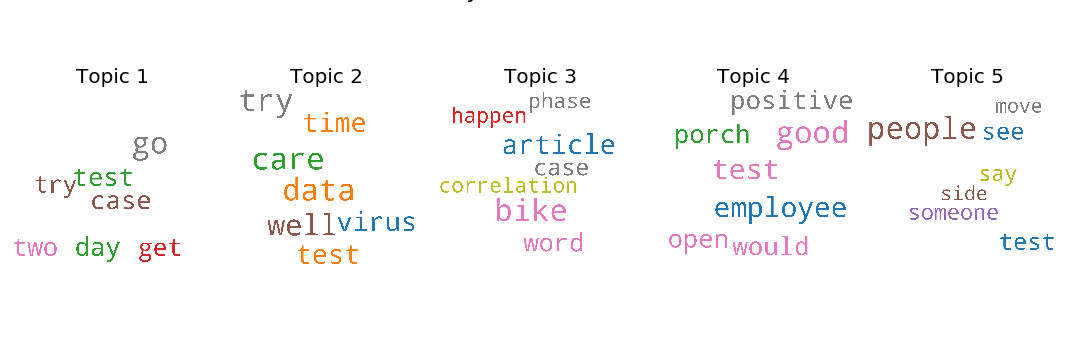 Topic 1
go
test
try
case
two day get
Topic 2
try
time
care
data
well virus
test
Topic 3
phase
happen
article
case
correlation
bike
word
Topic 4
positive
porch good
test
employee
open would
Topic 5
move
people see
say
side
someone
test